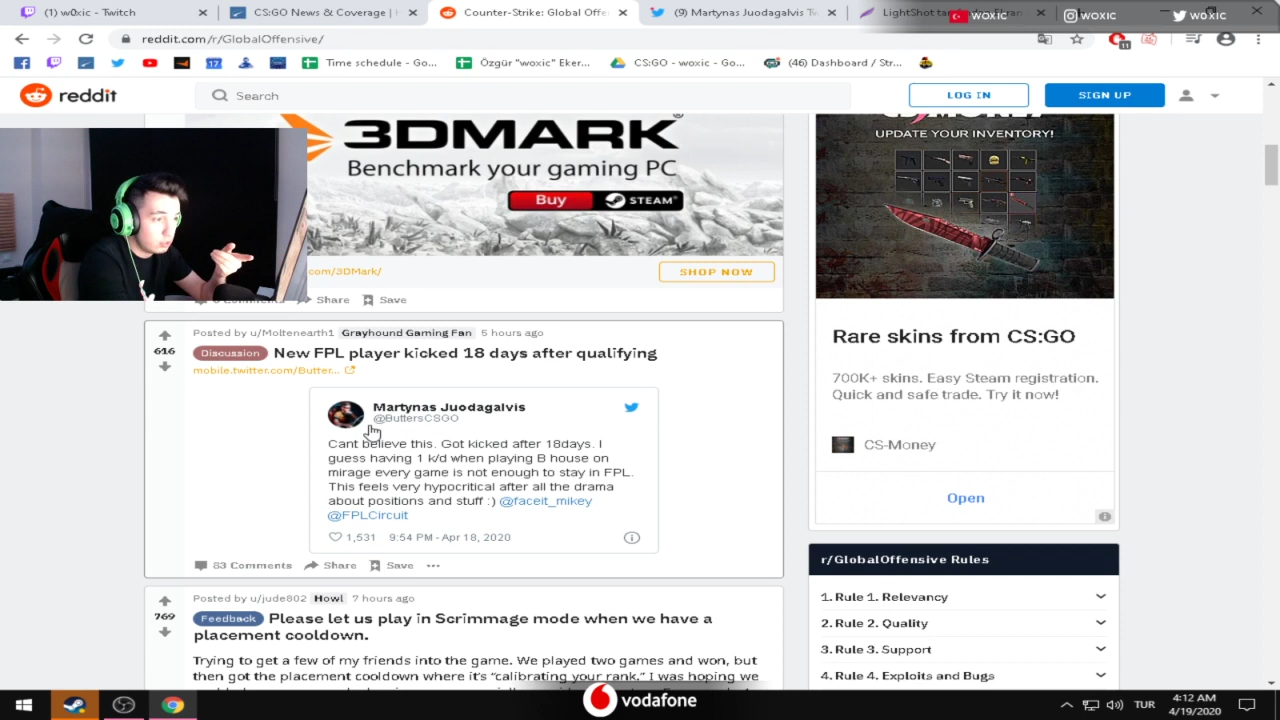 (1) w0xic - Twitch
CS:GO News & Coverage | H
Counter-Strike: Global Offe
(9) Martynas Juodagalvis Tw
WOXIC
WOXIC
W0XIC
reddit.com/r/GlobalOffensive/
11
17
Time schedule - Go...
Özgür "woxic" Eker...
CS:GO - woxic - Go...
(46) Dashboard / Str...
reddit
Search
LOG IN
SIGN UP
3DMARK
Benchmark your gaming PC
Buy
STEAM
com/3DMark/
SHOP NOW
Share
Save
UPDATE YOUR INVENTORY!
Rare skins from CS:GO
700K+ skins. Easy Steam registration.
Quick and safe trade. Try it now!
CS-Money
Open
616
Posted by u/Moltenearth1 Grayhound Gaming Fan 5 hours ago
Discussion New FPL player kicked 18 days after qualifying
mobile.twitter.com/Butter...
Martynas Juodagalvis
@ButtersCSGO
Cant believe this. Got kicked after 18days. I
guess having 1 k/d when playing B house on
mirage every game is not enough to stay in FPL.
This feels very hypocritical after all the drama
about positions and stuff :) @faceit_mikey
@FPLCircuit
1,531 9:54 PM - Apr 18, 2020
83 Comments Share Save ...
r/GlobalOffensive Rules
1. Rule 1. Relevancy
2. Rule 2. Quality
3. Rule 3. Support
4. Rule 4. Exploits and Bugs
769
Posted by u/jude802 Howl 7 hours ago
Feedback Please let us play in Scrimmage mode when we have a
placement cooldown.
Trying to get a few of my friends into the game. We played two games and won, but
then got the placement cooldown where it's "calibrating your rank." I was hoping we
vodafone
TUR
4:12 AM
4/19/2020